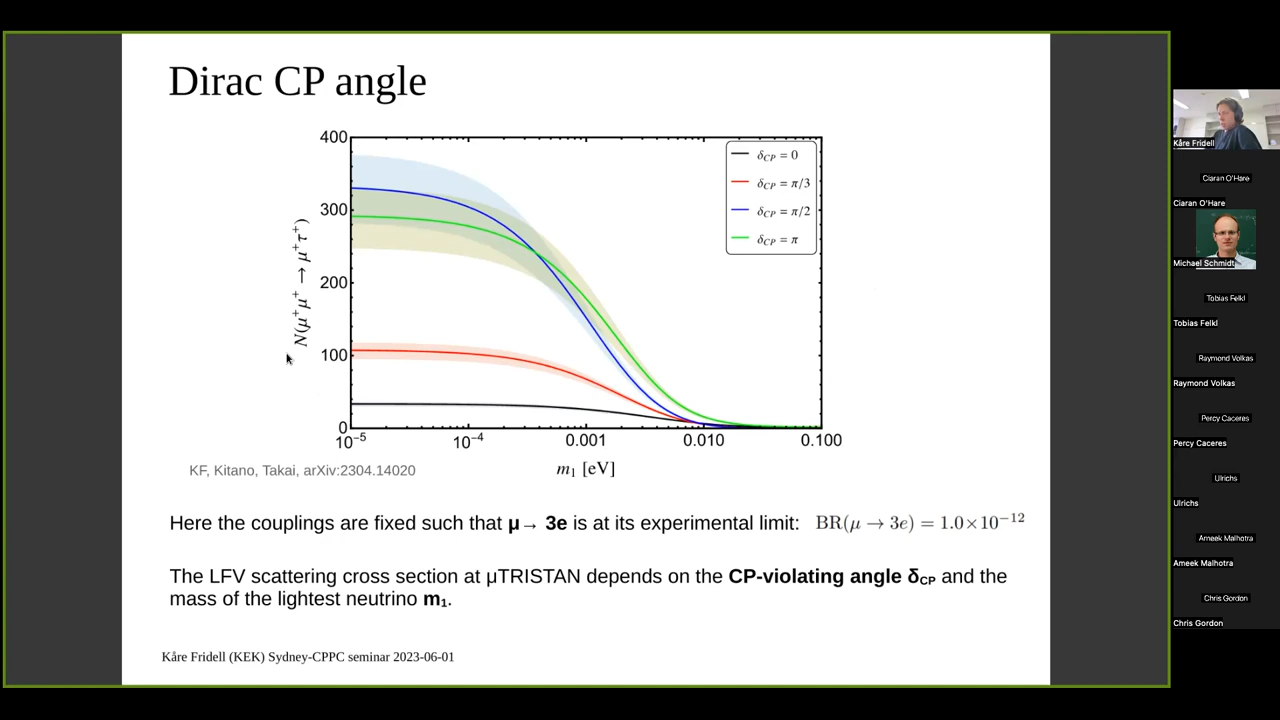 Dirac CP angle
400
300
200
100
0
N(μ⁺μ⁺ → μ⁺τ⁺)
δCP = 0
δCP = π/3
δCP = π/2
δCP = π
10⁻⁵
10⁻⁴
0.001
0.010
0.100
m₁ [eV]
KF, Kitano, Takai, arXiv:2304.14020
Here the couplings are fixed such that μ→ 3e is at its experimental limit: BR(μ → 3e) = 1.0×10⁻¹²
The LFV scattering cross section at μTRISTAN depends on the CP-violating angle δCP and the
mass of the lightest neutrino m₁.
Kåre Fridell (KEK) Sydney-CPPC seminar 2023-06-01
Kåre Fridell
Ciaran O'Hare
Ciaran O'Hare
Michael Schmidt
Tobias Felkl
Tobias Felkl
Raymond Volkas
Raymond Volkas
Percy Caceres
Percy Caceres
Ulrichs
Ulrichs
Ameek Malhotra
Ameek Malhotra
Chris Gordon
Chris Gordon